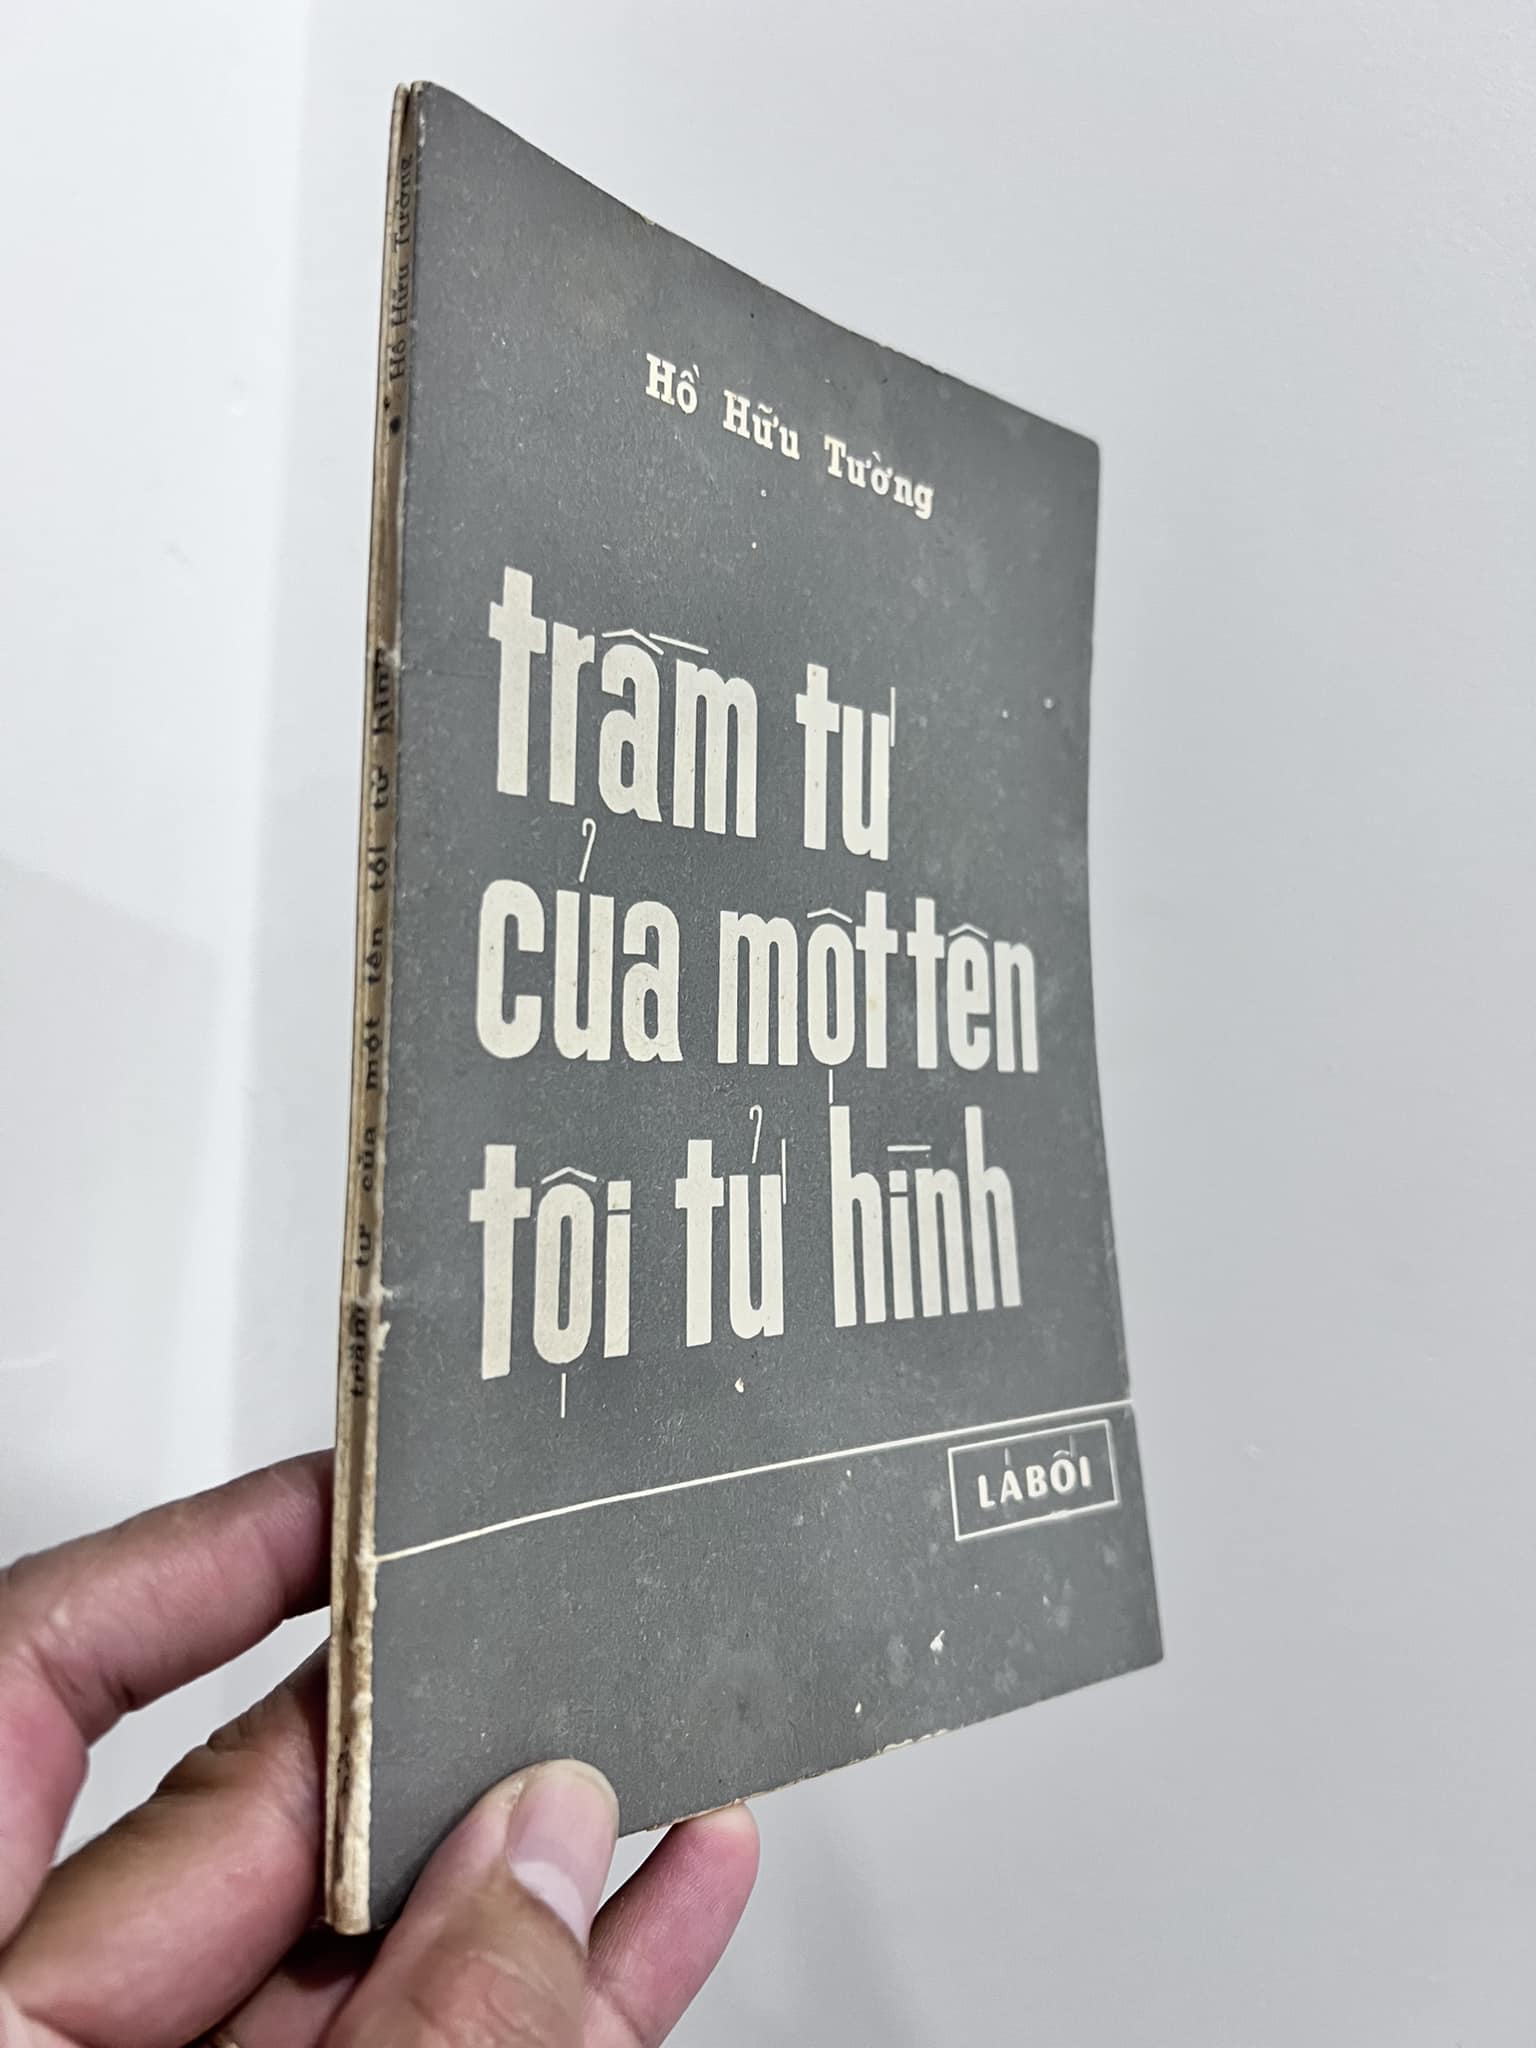 Hồ Hữu Tường
trầm tư
của một tên
tội tử hình
LÁ BỐI
trầm tư của một tên tội tử hình • Hồ Hữu Tường